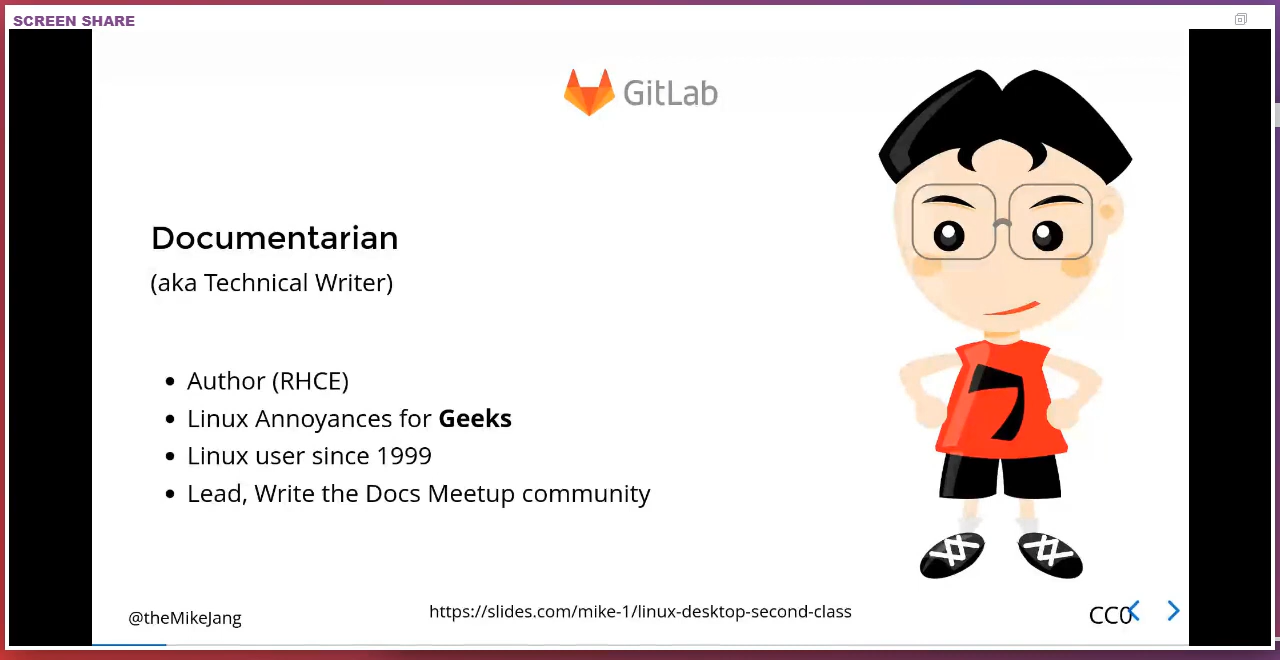 SCREEN SHARE
GitLab
Documentarian
(aka Technical Writer)
Author (RHCE)
Linux Annoyances for Geeks
Linux user since 1999
Lead, Write the Docs Meetup community
@theMikeJang
https://slides.com/mike-1/linux-desktop-second-class
CC0